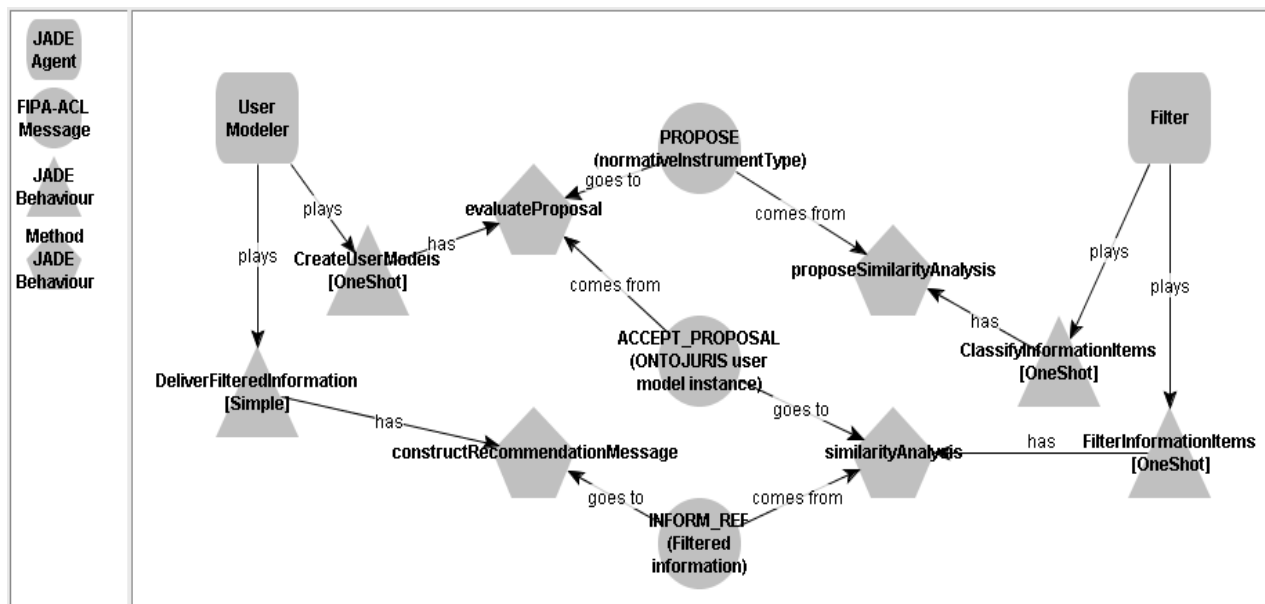 JADE
Agent
FIPA-ACL
Message
JADE
Behaviour
Method
JADE
Behaviour
User
Modeler
Filter
PROPOSE
(normativeInstrumentType)
goes to
evaluateProposal
comes from
plays
has
CreateUserModels
[OneShot]
plays
proposeSimilarityAnalysis
plays
plays
comes from
has
ACCEPT_PROPOSAL
(ONTOJURIS user
model instance)
ClassifyInformationItems
[OneShot]
DeliverFilteredInformation
[Simple]
goes to
has
constructRecommendationMessage
similarityAnalysis
has
FilterInformationItems
[OneShot]
goes to
comes from
INFORM_REF
(Filtered
information)